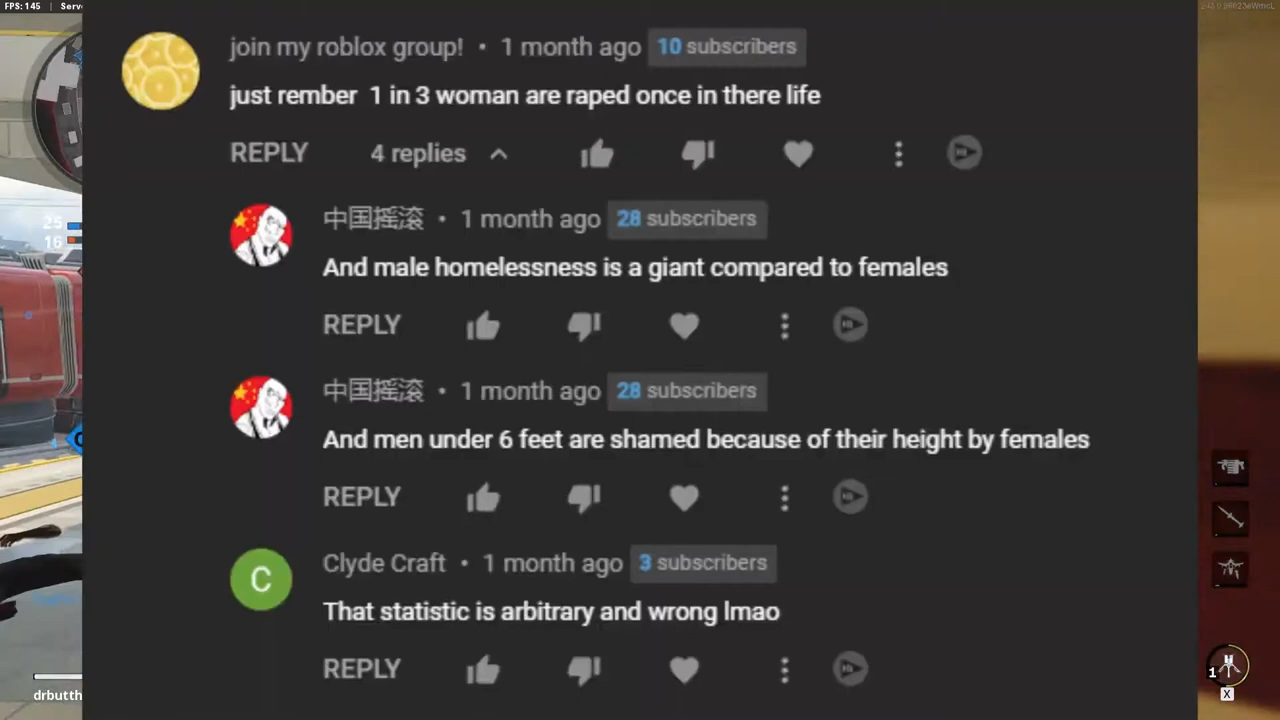 FPS: 145 | Serv
join my roblox group! • 1 month ago 10 subscribers
just rember 1 in 3 woman are raped once in there life
REPLY 4 replies
中国摇滚 • 1 month ago 28 subscribers
And male homelessness is a giant compared to females
REPLY
中国摇滚 • 1 month ago 28 subscribers
And men under 6 feet are shamed because of their height by females
REPLY
C
Clyde Craft • 1 month ago 3 subscribers
That statistic is arbitrary and wrong lmao
REPLY
25
16
1
X
drbutth